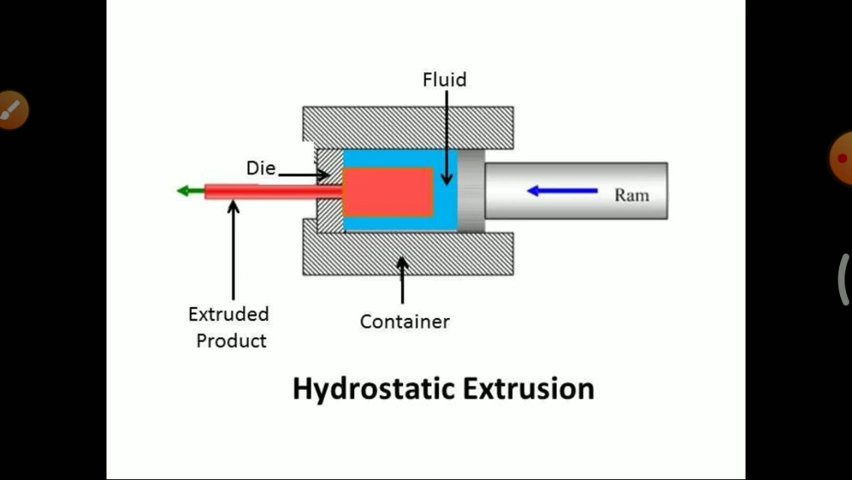 Fluid
Die
Ram
Extruded
Product
Container
Hydrostatic Extrusion